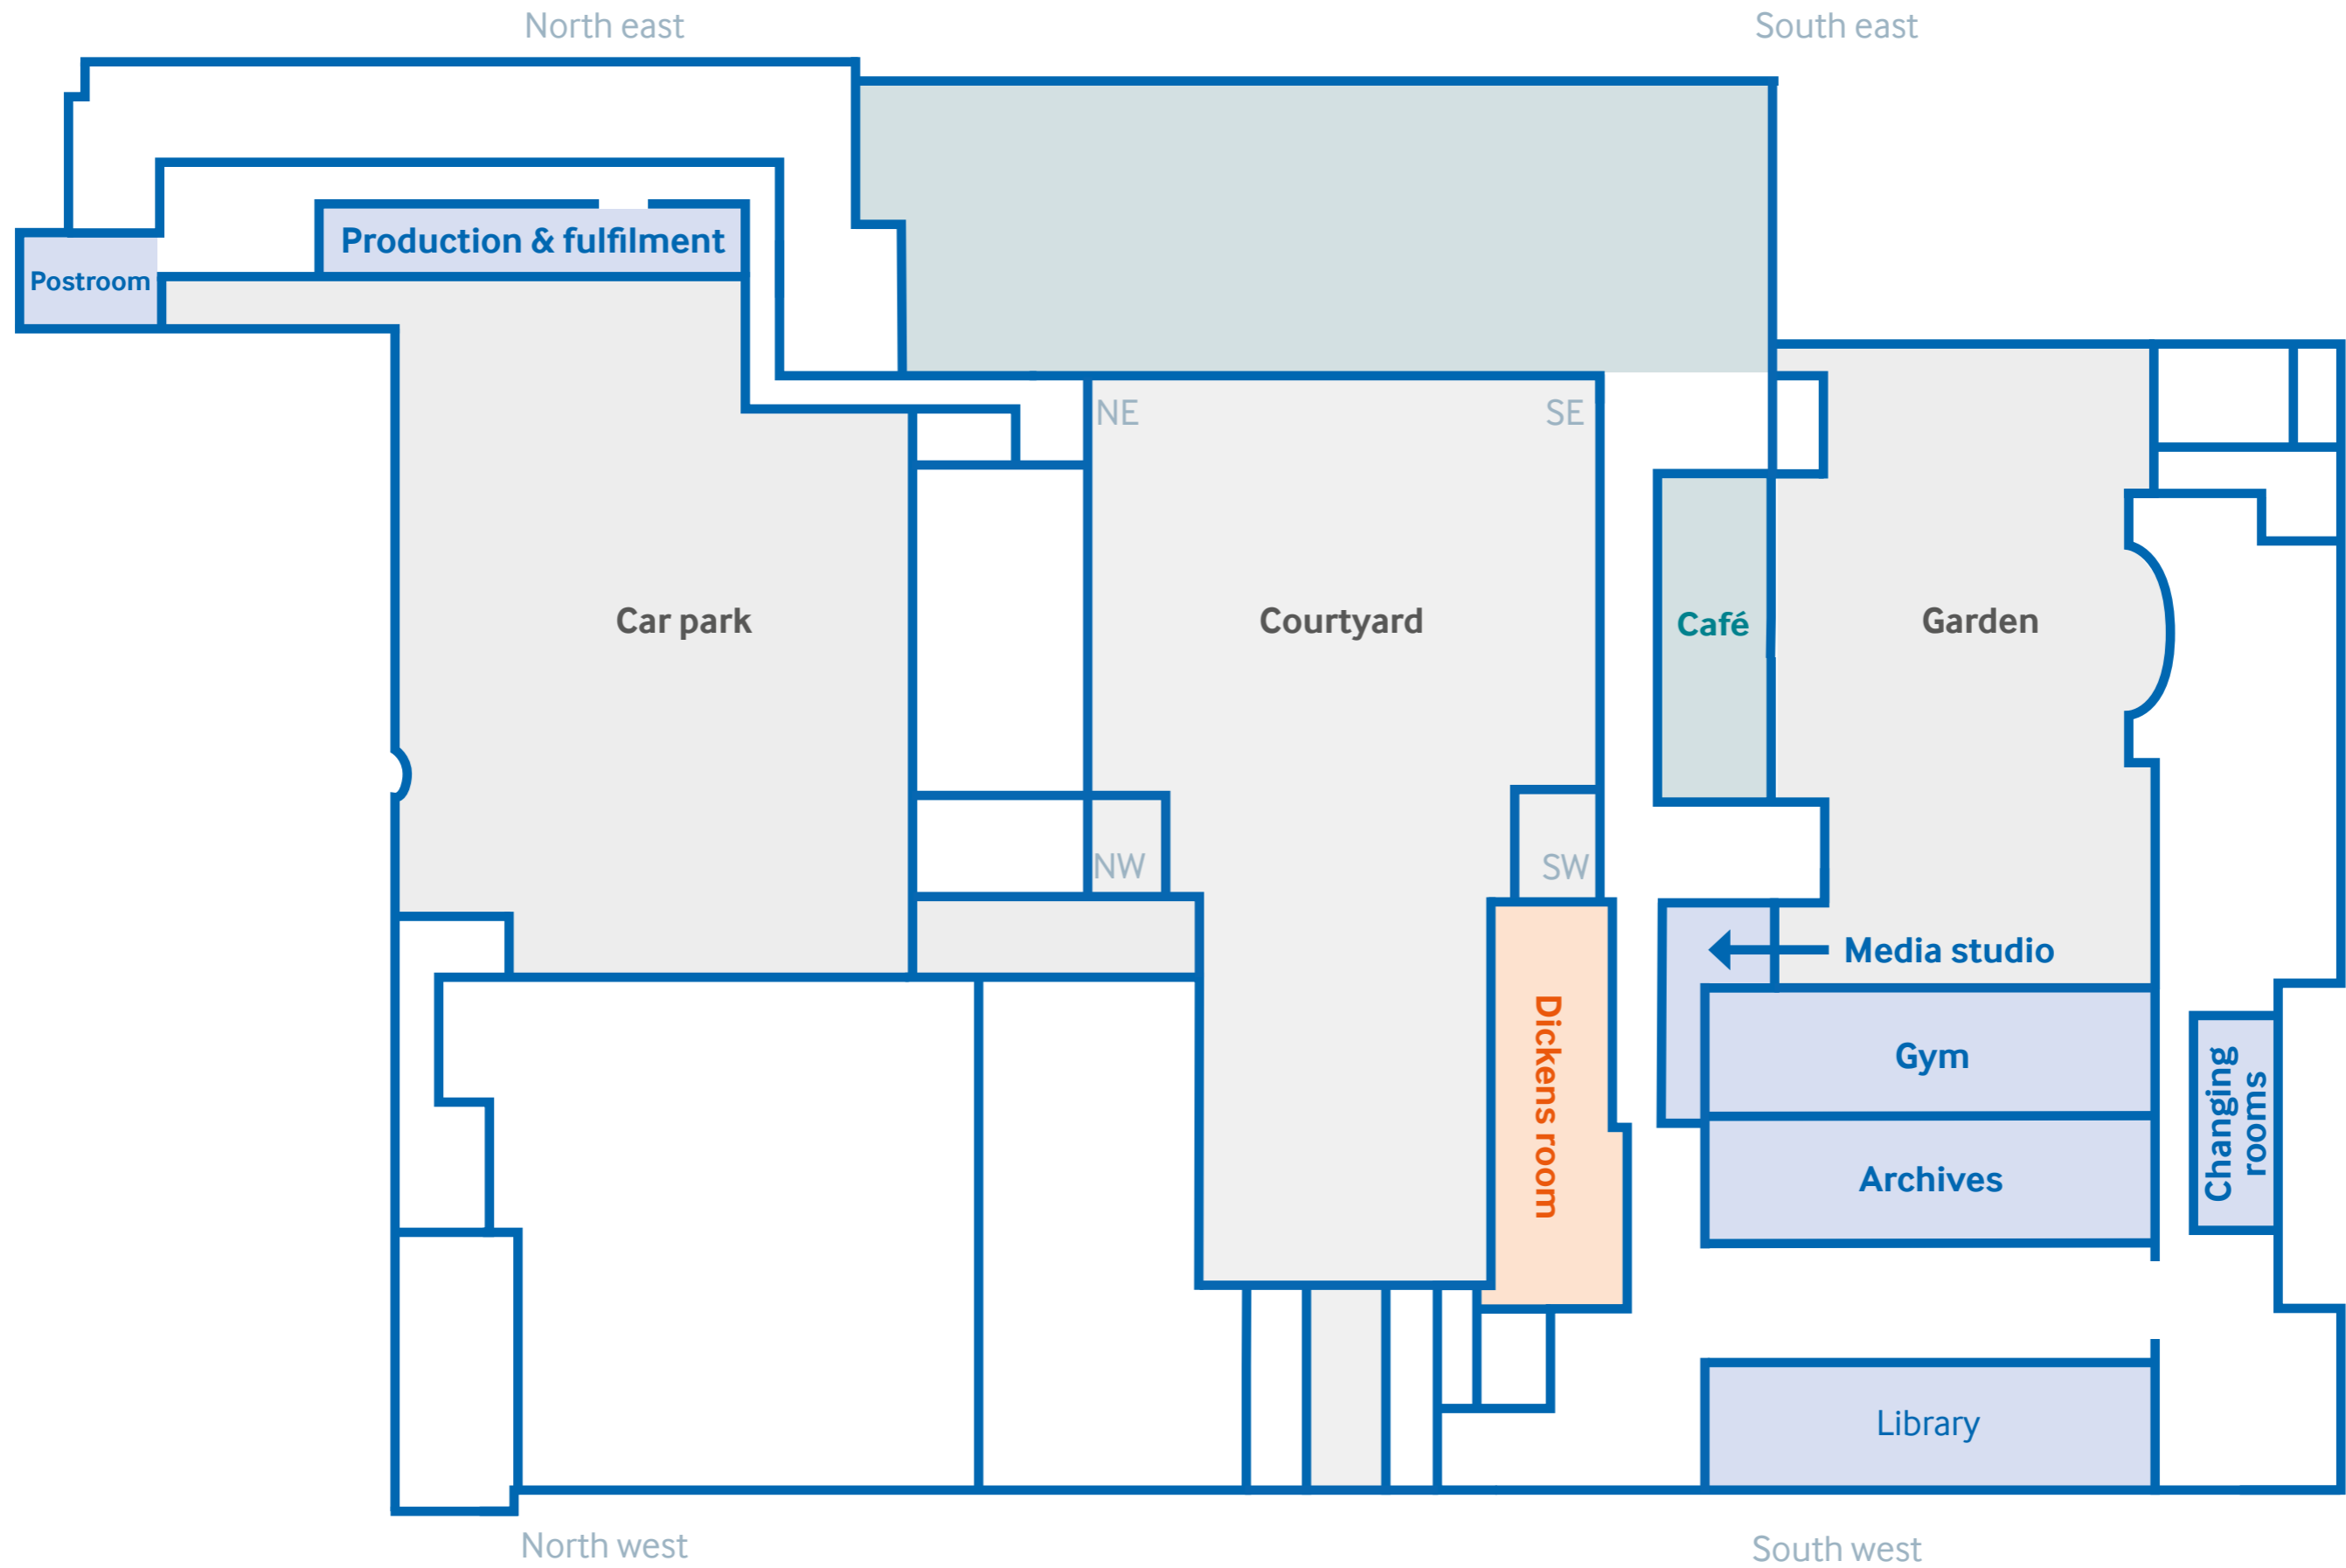 North east
South east
Production & fulfilment
Postroom
NE
SE
Car park
Courtyard
Café
Garden
NW
SW
Media studio
Dickens room
Gym
Changing
rooms
Archives
Library
North west
South west